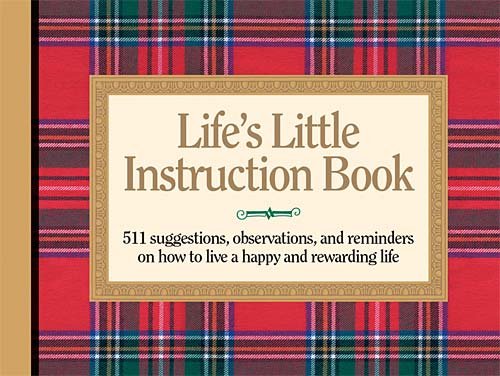 Life's Little
Instruction Book
511 suggestions, observations, and reminders
on how to live a happy and rewarding life